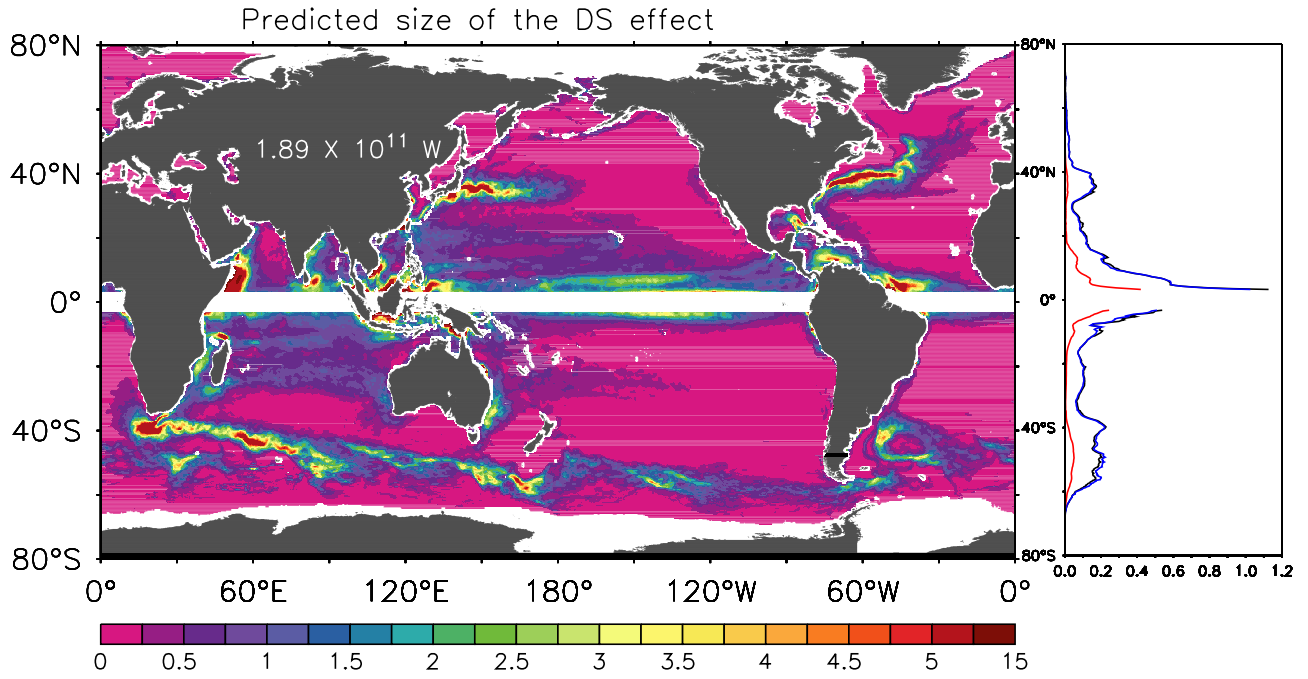 Predicted size of the DS effect
80°N
40°N
0°
40°S
80°S
1.89 X 10¹¹ W
0° 60°E 120°E 180° 120°W 60°W 0°
80°N
40°N
0°
40°S
80°S
0.0 0.2 0.4 0.6 0.8 1.0 1.2
0 0.5 1 1.5 2 2.5 3 3.5 4 4.5 5 15